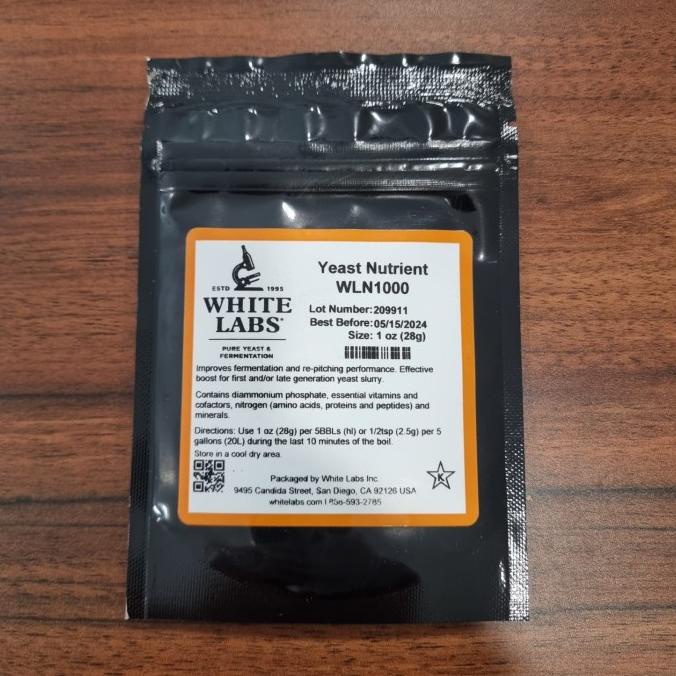 ESTD 1995
WHITE
LABS®
PURE YEAST &
FERMENTATION
Yeast Nutrient
WLN1000
Lot Number: 209911
Best Before: 05/15/2024
Size: 1 oz (28g)
Improves fermentation and re-pitching performance. Effective
boost for first and/or late generation yeast slurry.
Contains diammonium phosphate, essential vitamins and
cofactors, nitrogen (amino acids, proteins and peptides) and
minerals.
Directions: Use 1 oz (28g) per 5BBLs (hl) or 1/2tsp (2.5g) per 5
gallons (20L) during the last 10 minutes of the boil.
Store in a cool dry area.
Packaged by White Labs Inc.
9495 Candida Street, San Diego, CA 92126 USA
whitelabs.com | 858-593-2785
K